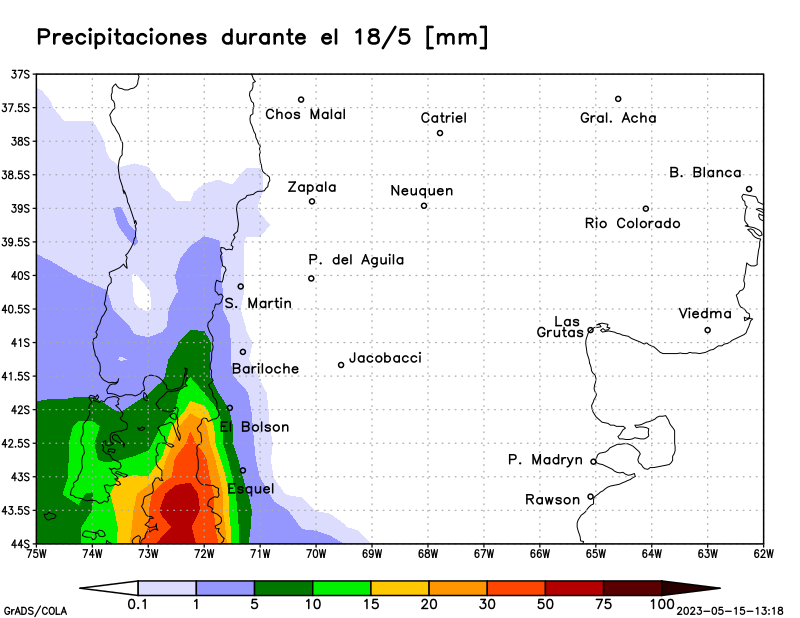 Precipitaciones durante el 18/5 [mm]
37S
37.5S
Chos Malal
Catriel
Gral. Acha
38S
38.5S
Zapala
Neuquen
B. Blanca
39S
Rio Colorado
39.5S
P. del Aguila
40S
S. Martin
40.5S
Las
Grutas
Viedma
41S
Bariloche
Jacobacci
41.5S
42S
El Bolson
42.5S
P. Madryn
43S
Esquel
Rawson
43.5S
44S
75W 74W 73W 72W 71W 70W 69W 68W 67W 66W 65W 64W 63W 62W
0.1 1 5 10 15 20 30 50 75 100
GrADS/COLA
2023-05-15-13:18